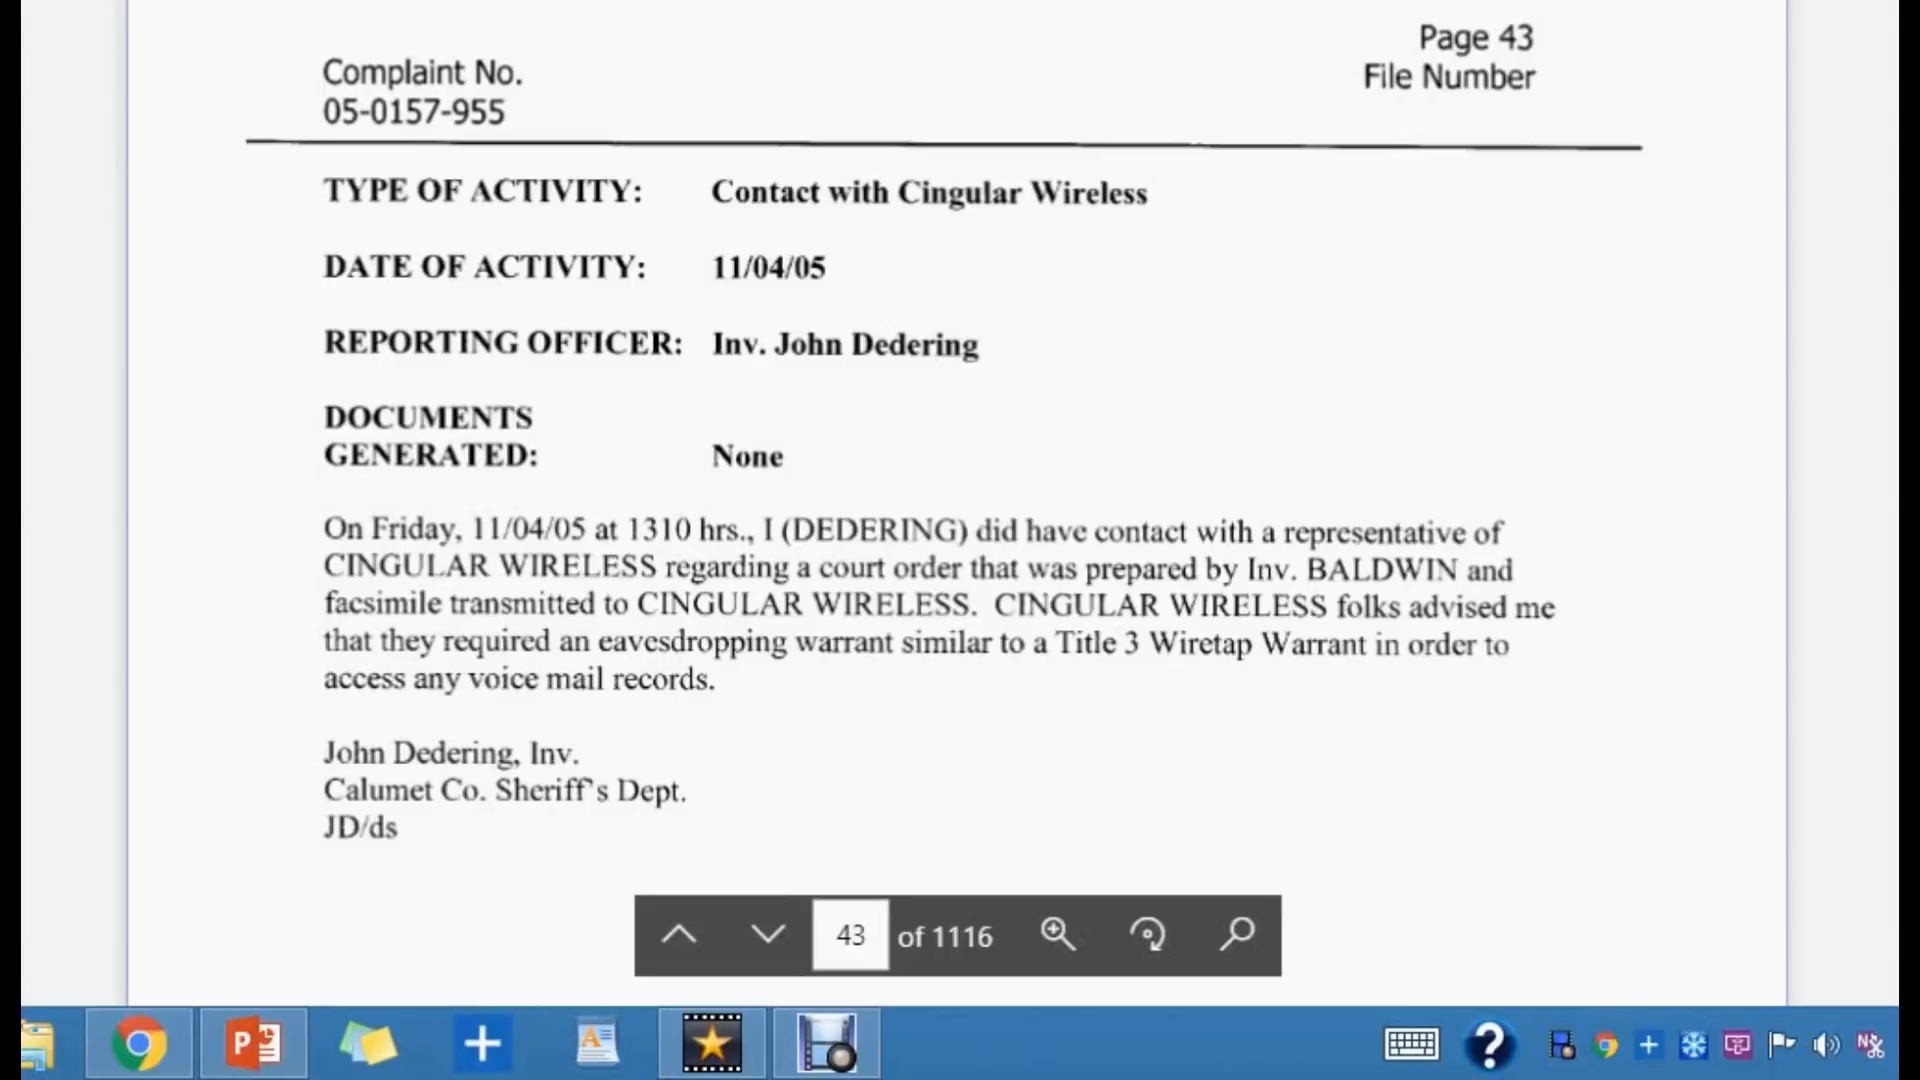 Page 43
Complaint No.
File Number
05-0157-955
TYPE OF ACTIVITY: Contact with Cingular Wireless
DATE OF ACTIVITY: 11/04/05
REPORTING OFFICER: Inv. John Dedering
DOCUMENTS
GENERATED: None
On Friday, 11/04/05 at 1310 hrs., I (DEDERING) did have contact with a representative of
CINGULAR WIRELESS regarding a court order that was prepared by Inv. BALDWIN and
facsimile transmitted to CINGULAR WIRELESS. CINGULAR WIRELESS folks advised me
that they required an eavesdropping warrant similar to a Title 3 Wiretap Warrant in order to
access any voice mail records.
John Dedering, Inv.
Calumet Co. Sheriff's Dept.
JD/ds
43 of 1116